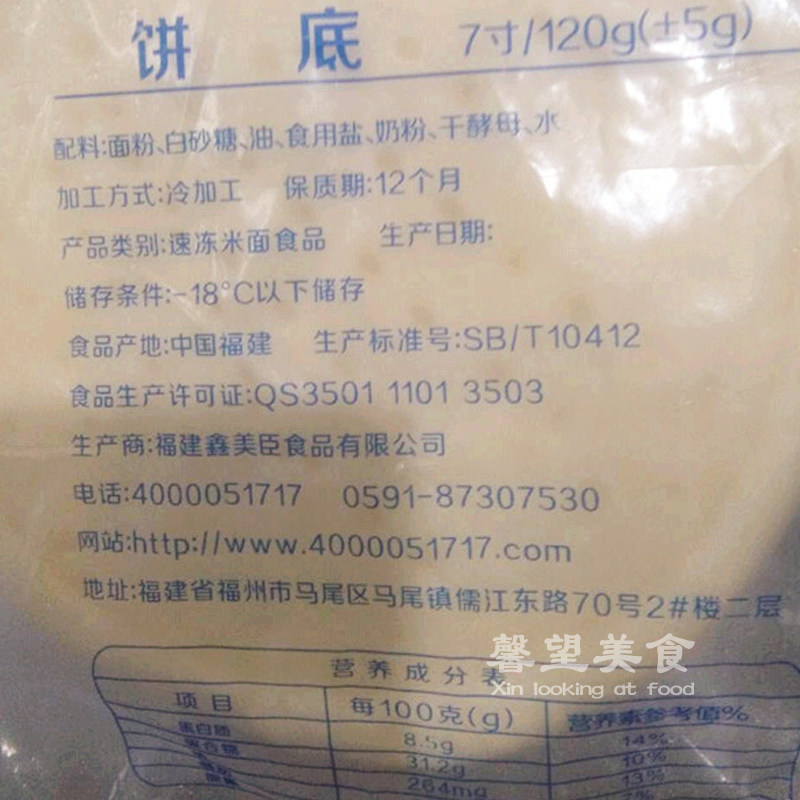 饼 底 7寸/120g(±5g)
配料:面粉、白砂糖、油、食用盐、奶粉、干酵母、水
加工方式:冷加工 保质期:12个月
产品类别:速冻米面食品 生产日期:
储存条件:-18°C以下储存
食品产地:中国福建 生产标准号:SB/T10412
食品生产许可证:QS3501 1101 3503
生产商:福建鑫美臣食品有限公司
电话:4000051717 0591-87307530
网站:http://www.4000051717.com
地址:福建省福州市马尾区马尾镇儒江东路70号2#楼二层
馨望美食
Xin looking at food
营养成分表
项目 每100克(g) 营养素参考值%
蛋白质 8.5g 14%
31.2g 10%
264mg 13%